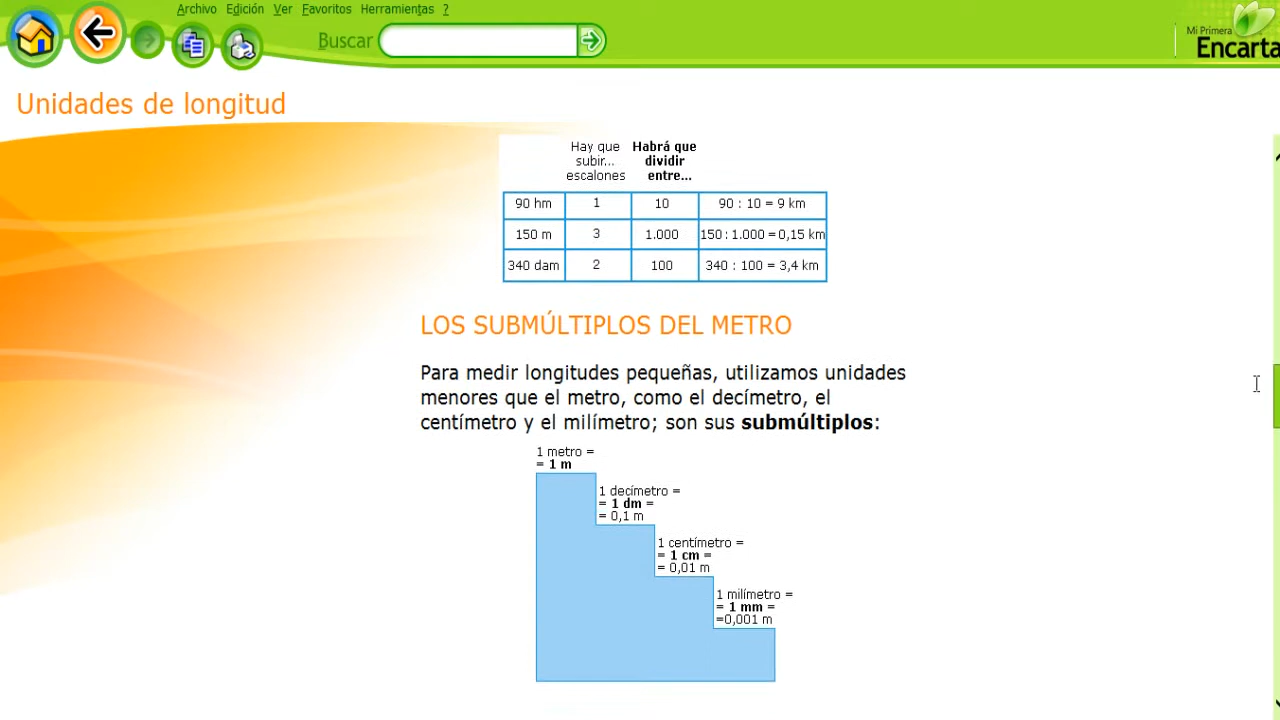 Archivo Edición Ver Favoritos Herramientas ?
Buscar
Mi Primera
Encarta
Unidades de longitud
Hay que subir... escalones
Habrá que dividir entre...
90 hm 1 10 90 : 10 = 9 km
150 m 3 1.000 150 : 1.000 = 0,15 km
340 dam 2 100 340 : 100 = 3,4 km
LOS SUBMÚLTIPLOS DEL METRO
Para medir longitudes pequeñas, utilizamos unidades
menores que el metro, como el decímetro, el
centímetro y el milímetro; son sus submúltiplos:
1 metro =
= 1 m
1 decímetro =
= 1 dm =
= 0,1 m
1 centímetro =
= 1 cm =
= 0,01 m
1 milímetro =
= 1 mm =
=0,001 m